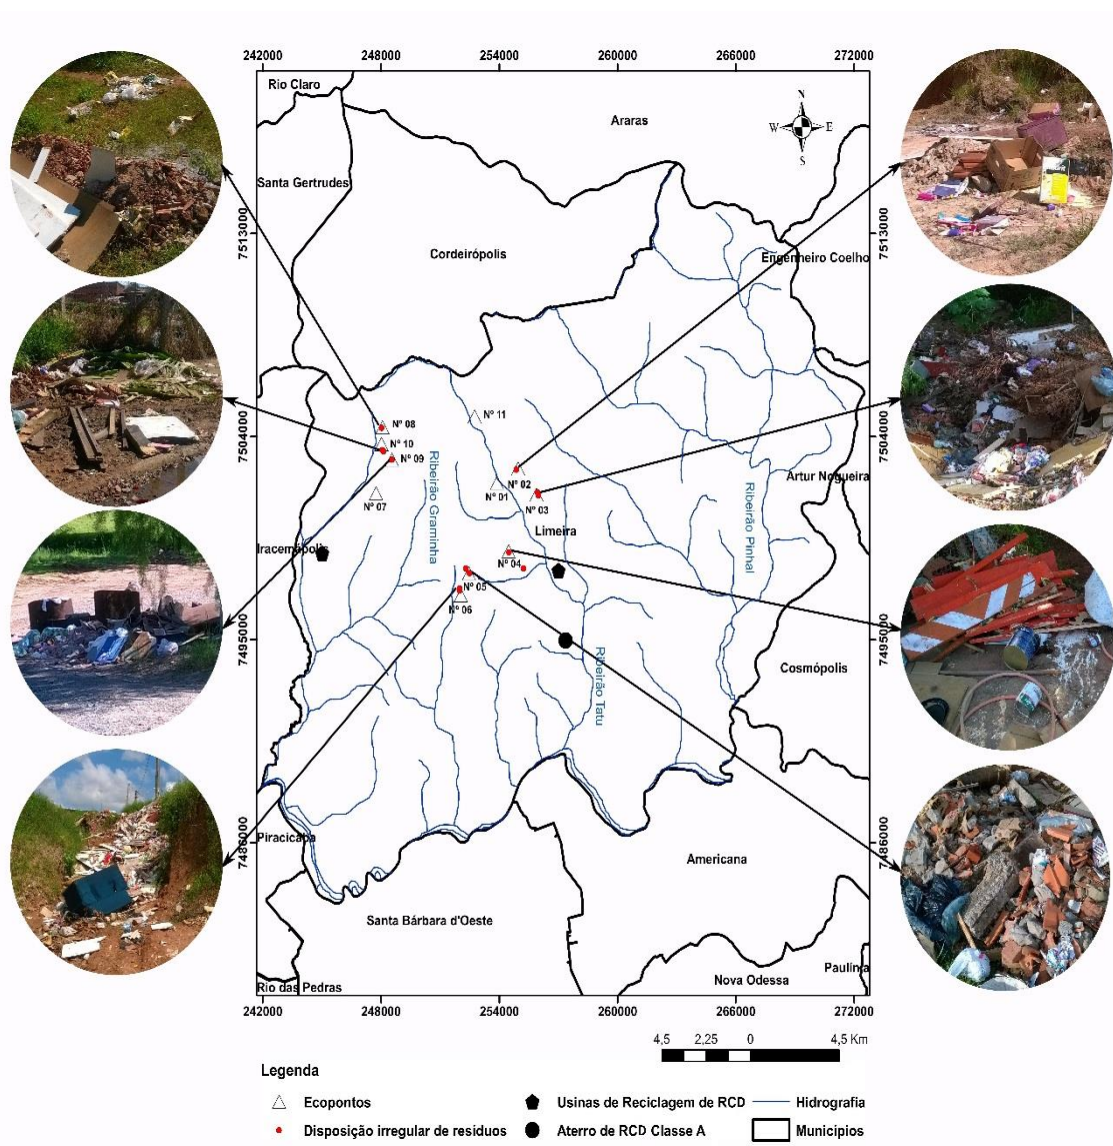 242000 248000 254000 260000 266000 272000
Rio Claro
Araras
N
W E
S
Santa Gertrudes
7513000 7513000
Cordeirópolis
Engenheiro Coelho
Nº 11
Nº 08
7504000 7504000
Nº 10
Nº 09
Ribeirão Graminha
Nº 02
Artur Nogueira
Nº 01
Nº 03
Nº 07
Ribeirão Pinhal
Limeira
Iracemápolis
Nº 04
Nº 05
Nº 06
7495000 7495000
Ribeirão Tatu
Cosmópolis
Piracicaba
7486000 7486000
Americana
Santa Bárbara d'Oeste
Paulínia
Nova Odessa
Rio das Pedras
242000 248000 254000 260000 266000 272000
4,5 2,25 0 4,5 Km
Legenda
Ecopontos
Usinas de Reciclagem de RCD
Hidrografia
Disposição irregular de resíduos
Aterro de RCD Classe A
Municípios